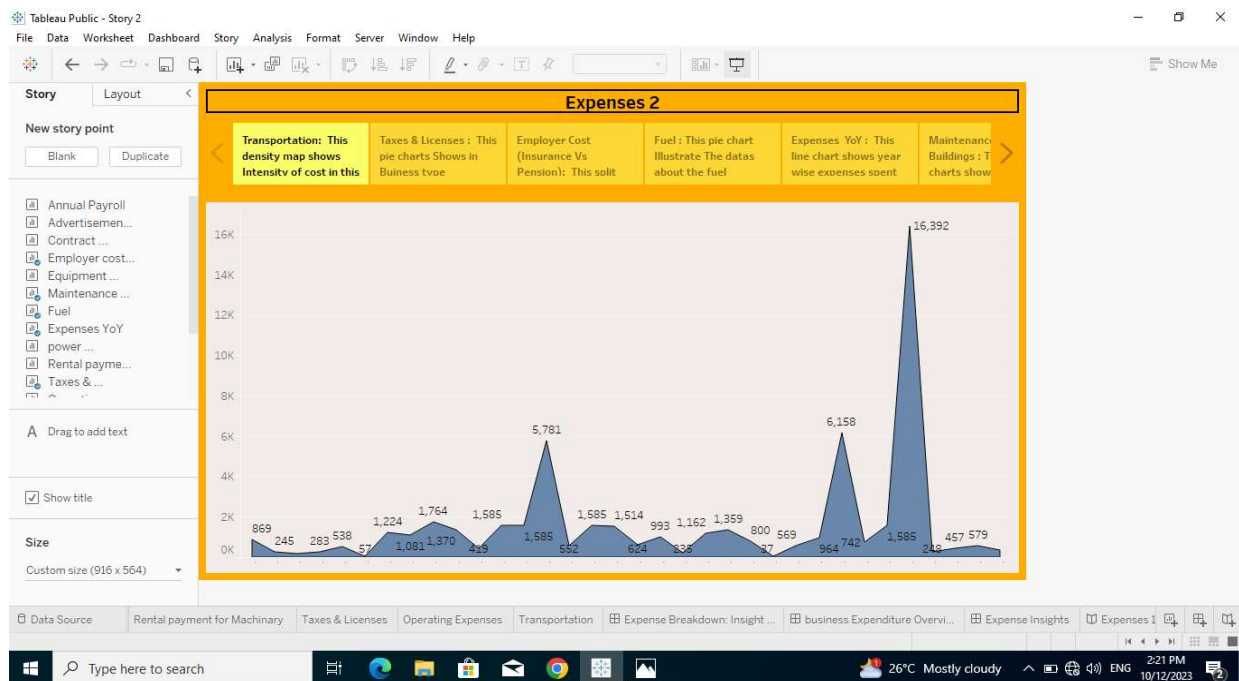 Tableau Public - Story 2
File Data Worksheet Dashboard Story Analysis Format Server Window Help
Show Me
Story Layout
New story point
Blank Duplicate
Annual Payroll
Advertisemen...
Contract ...
Employer cost...
Equipment ...
Maintenance ...
Fuel
Expenses YoY
power ...
Rental payme...
Taxes & ...
A Drag to add text
Show title
Size
Custom size (916 x 564)
Expenses 2
Transportation: This
density map shows
Intensity of cost in this
Taxes & Licenses : This
pie charts Shows in
Buiness type
Employer Cost
(Insurance Vs
Pension): This split
Fuel : This pie chart
Illustrate The datas
about the fuel
Expenses YoY : This
line chart shows year
wise expenses spent
Maintenanc
Buildings : T
charts show
16K
14K
12K
10K
8K
6K
4K
2K
0K
869
245
283
538
57
1,224
1,081
1,764
1,370
419
1,585
1,585
5,781
552
1,585
1,514
624
993
235
1,162
1,359
800
37
569
964
6,158
742
1,585
16,392
248
457
579
Data Source Rental payment for Machinery Taxes & Licenses Operating Expenses Transportation Expense Breakdown: Insight ... business Expenditure Overvi... Expense Insights Expenses 1
Type here to search
26°C Mostly cloudy
ENG
2:21 PM
10/12/2023
2